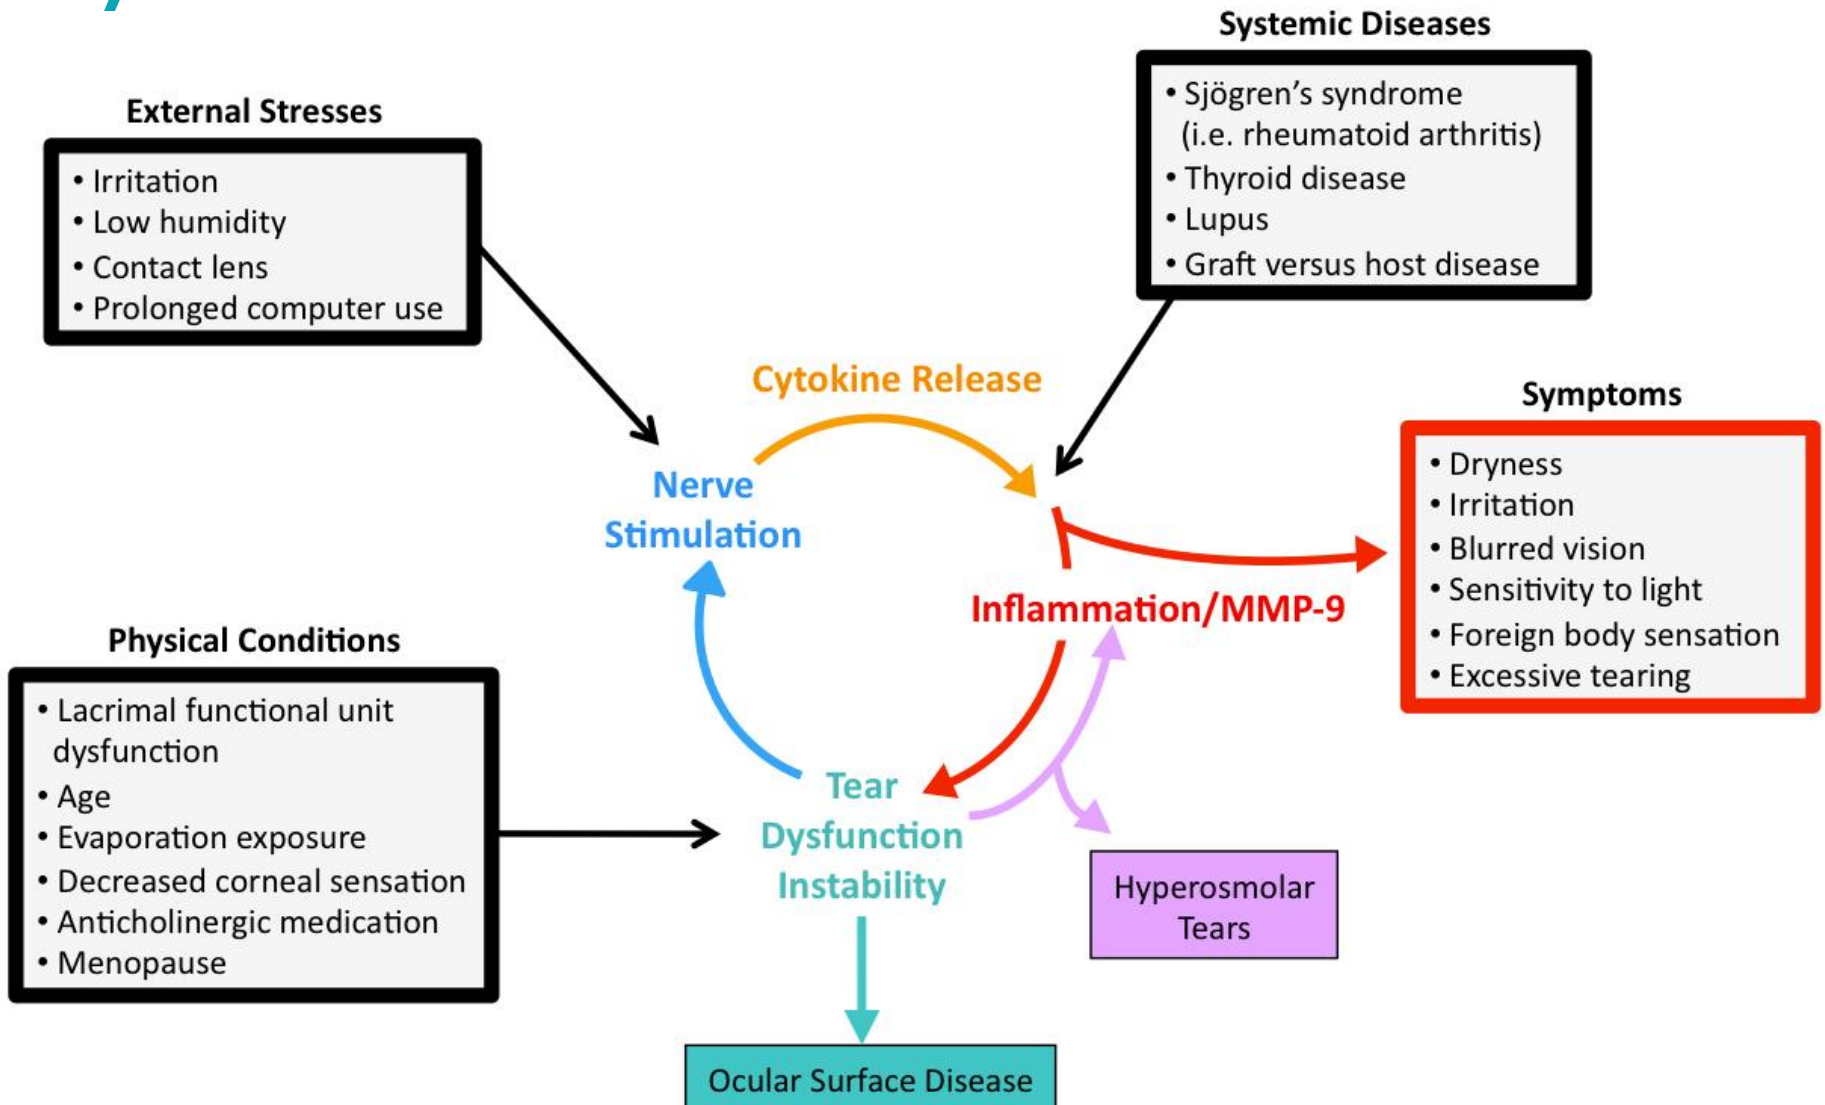 Systemic Diseases
• Sjögren's syndrome
(i.e. rheumatoid arthritis)
• Thyroid disease
• Lupus
• Graft versus host disease
External Stresses
• Irritation
• Low humidity
• Contact lens
• Prolonged computer use
Cytokine Release
Symptoms
• Dryness
• Irritation
• Blurred vision
• Sensitivity to light
• Foreign body sensation
• Excessive tearing
Nerve
Stimulation
Inflammation/MMP-9
Physical Conditions
• Lacrimal functional unit
dysfunction
• Age
• Evaporation exposure
• Decreased corneal sensation
• Anticholinergic medication
• Menopause
Tear
Dysfunction
Instability
Hyperosmolar
Tears
Ocular Surface Disease